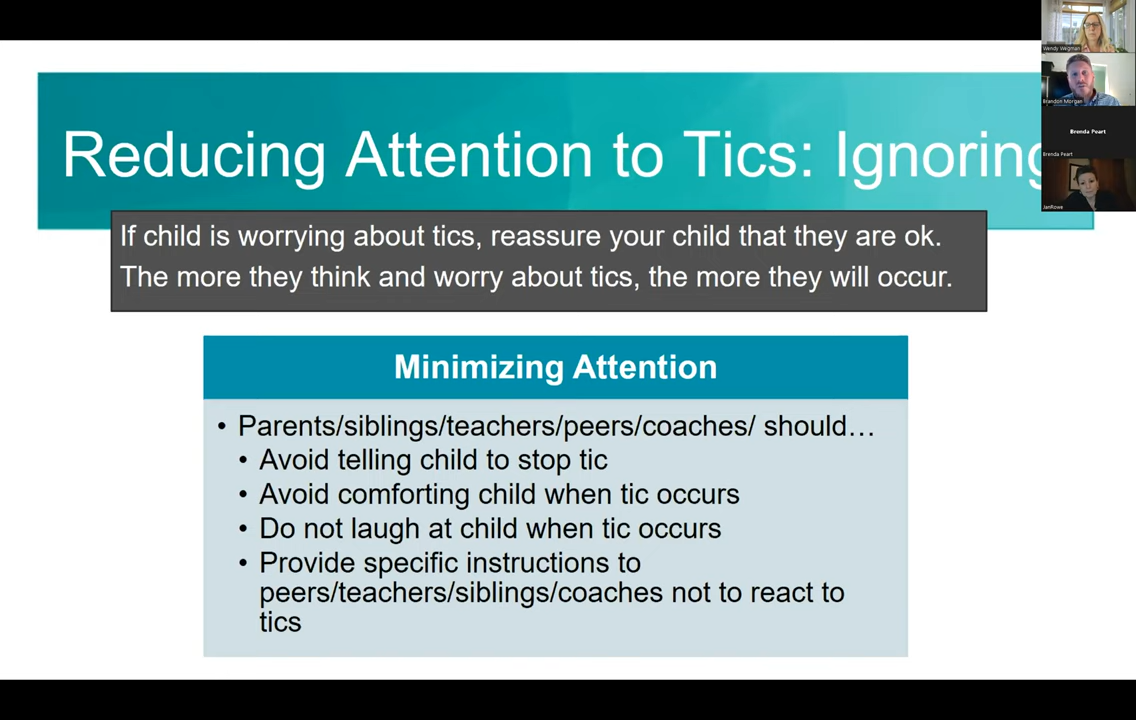 Reducing Attention to Tics: Ignoring
If child is worrying about tics, reassure your child that they are ok.
The more they think and worry about tics, the more they will occur.
Minimizing Attention
• Parents/siblings/teachers/peers/coaches/ should…
• Avoid telling child to stop tic
• Avoid comforting child when tic occurs
• Do not laugh at child when tic occurs
• Provide specific instructions to
peers/teachers/siblings/coaches not to react to
tics
Wendy Wegman
Brandon Morgan
Brenda Peart
Brenda Peart
JanRowe